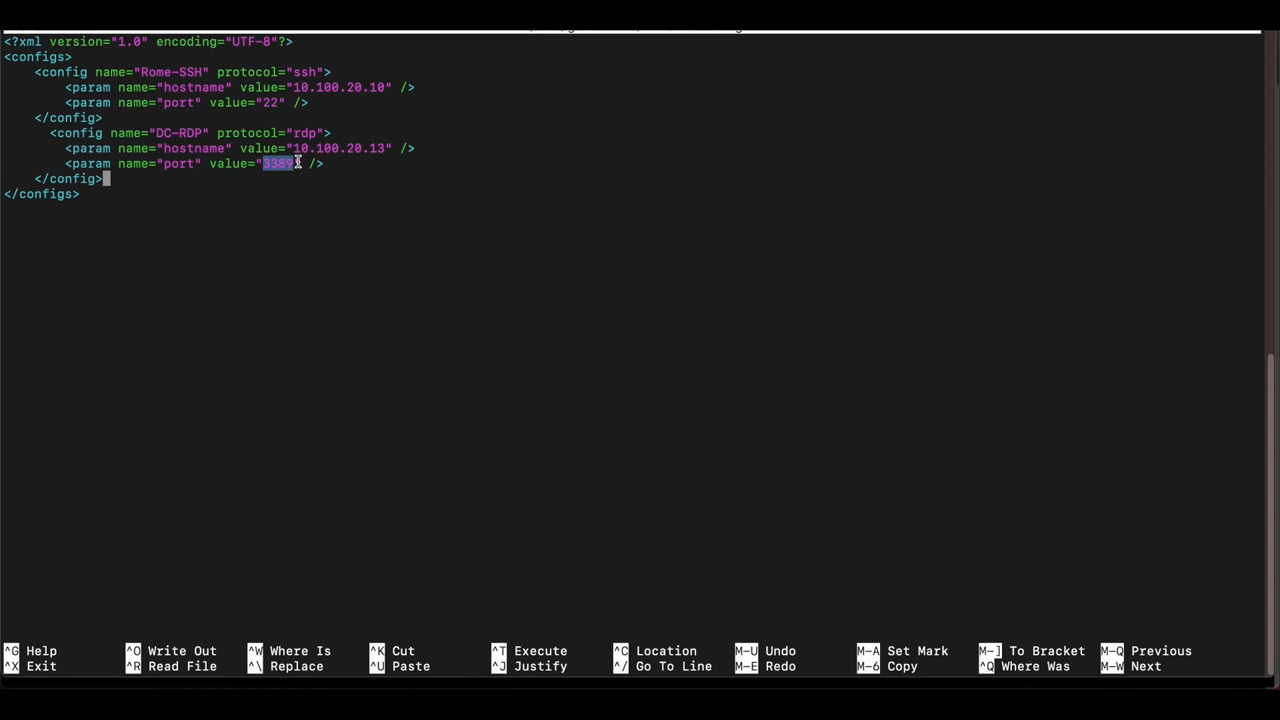 <?xml version="1.0" encoding="UTF-8"?>
<configs>
    <config name="Rome-SSH" protocol="ssh">
        <param name="hostname" value="10.100.20.10" />
        <param name="port" value="22" />
    </config>
      <config name="DC-RDP" protocol="rdp">
        <param name="hostname" value="10.100.20.13" />
        <param name="port" value="3389" />
    </config>
</configs>
^G Help ^O Write Out ^W Where Is ^K Cut ^T Execute ^C Location M-U Undo M-A Set Mark M-] To Bracket M-Q Previous
^X Exit ^R Read File ^\ Replace ^U Paste ^J Justify ^/ Go To Line M-E Redo M-6 Copy ^Q Where Was M-W Next